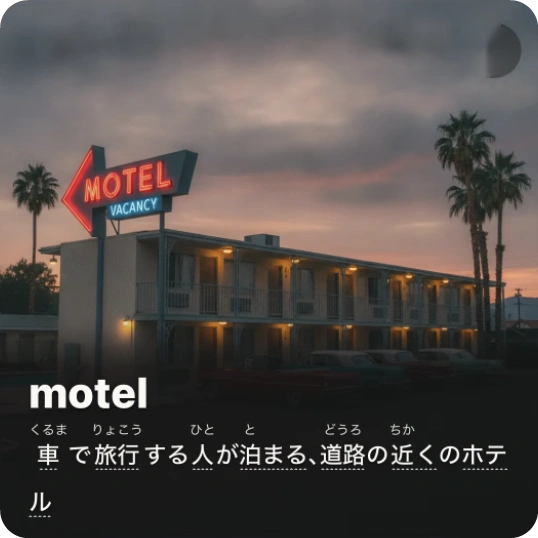 MOTEL
VACANCY
motel
くるま りょこう ひと と どうろ ちか
車で旅行する人が泊まる、道路の近くのホテ
ル